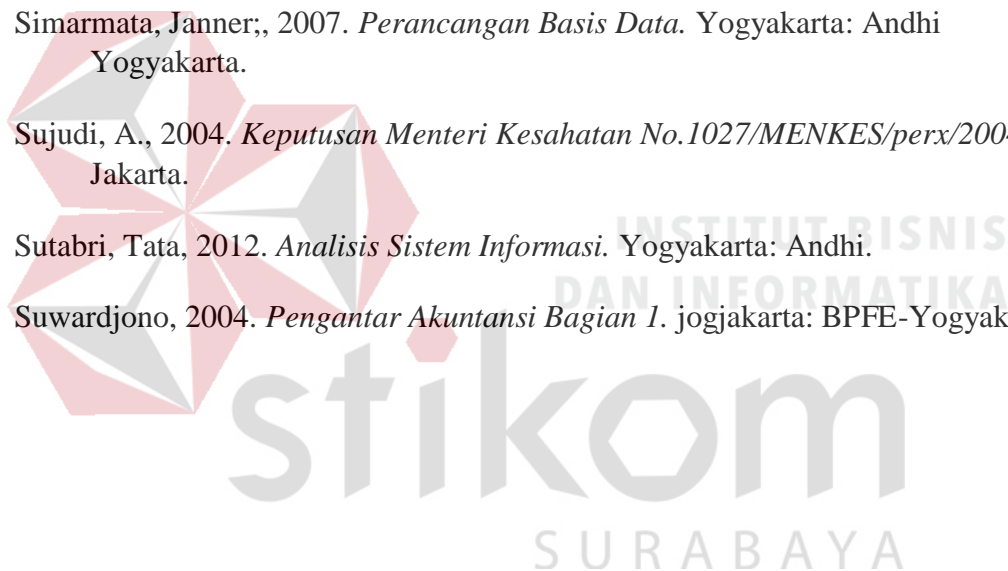 Simarmata, Janner;, 2007. Perancangan Basis Data. Yogyakarta: Andhi
Yogyakarta.
Sujudi, A., 2004. Keputusan Menteri Kesahatan No.1027/MENKES/perx/2004
Jakarta.
INSTITUT BISNIS
Sutabri, Tata, 2012. Analisis Sistem Informasi. Yogyakarta: Andhi.
DAN INFORMATIKA
Suwardjono, 2004. Pengantar Akuntansi Bagian 1. jogjakarta: BPFE-Yogyak
stikom
SURABAYA